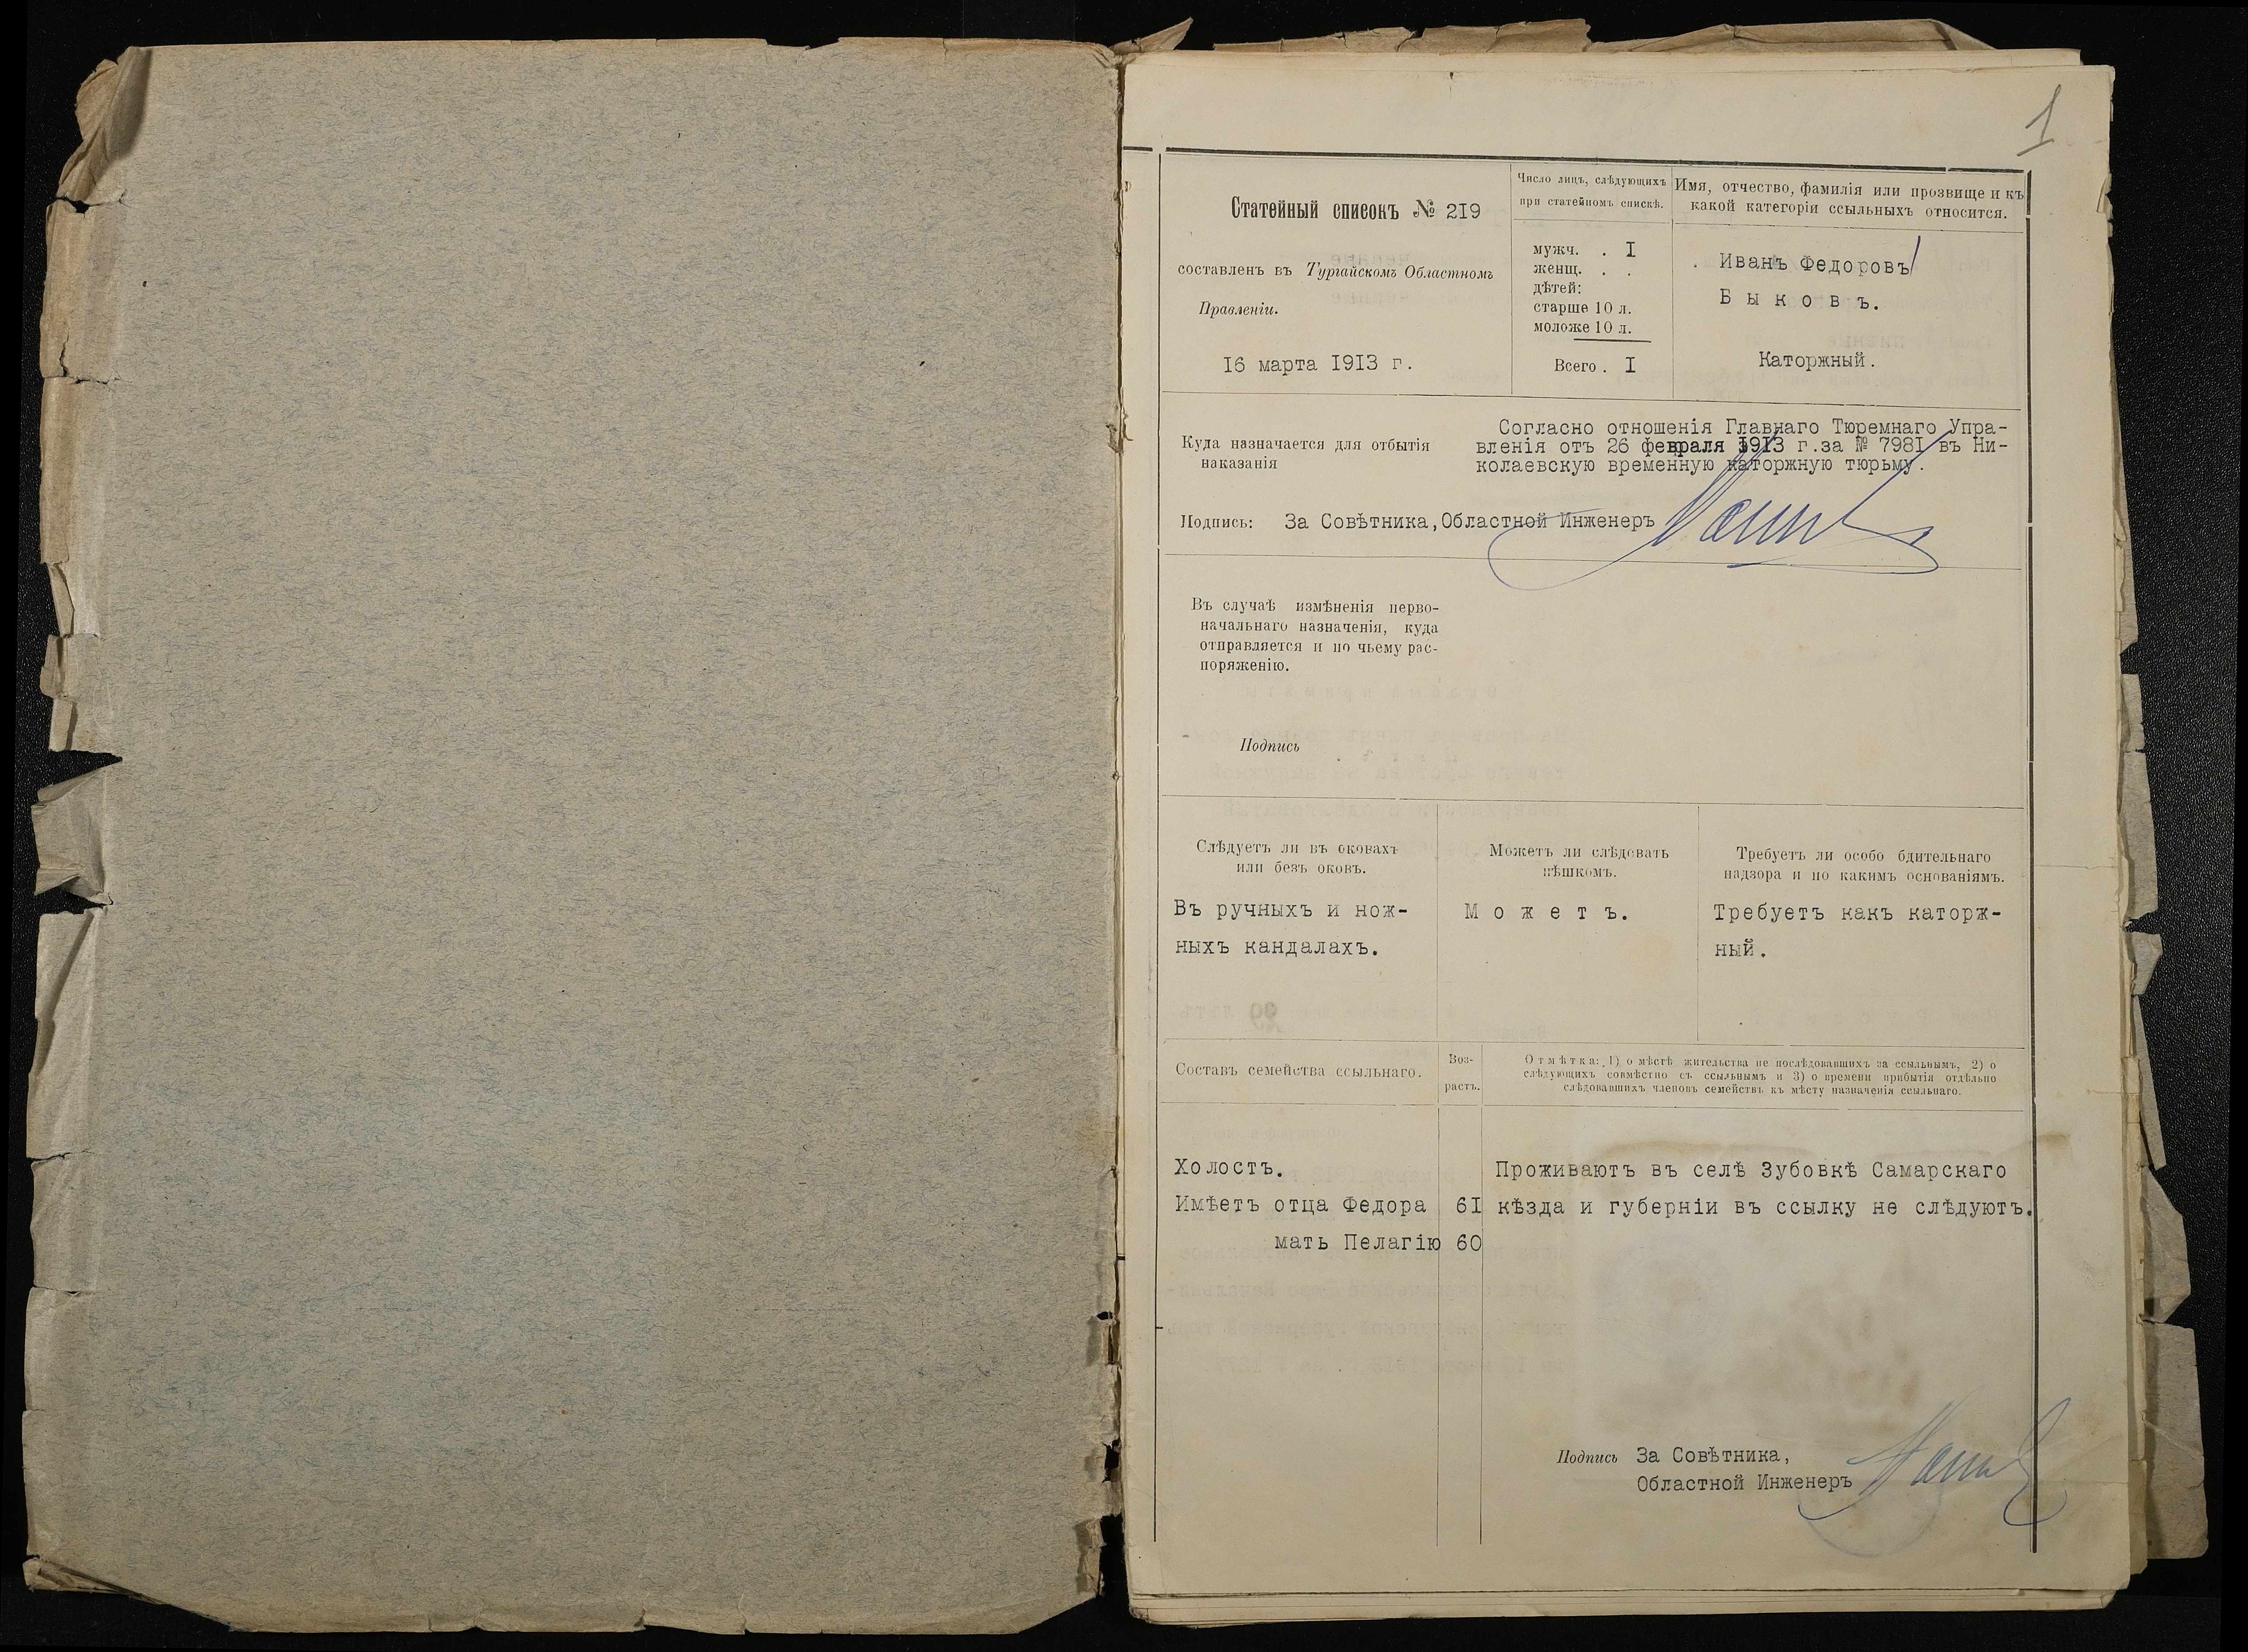 1
Статейный списокъ № 219
составленъ въ Тургайскомъ Областномъ
Правленіи.
16 марта 1913 г.
Число лицъ, слѣдующихъ
при статейномъ спискѣ.
мужч. . I
женщ. . .
дѣтей:
старше 10 л.
моложе 10 л.
Всего . I
Имя, отчество, фамилія или прозвище и къ
какой категоріи ссыльныхъ относится.
Иванъ Федоровъ
Быковъ.
Каторжный.
Куда назначается для отбытія
наказанія
Согласно отношенія Главнаго Тюремнаго Упра-
вленія отъ 26 февраля 1913 г. за № 7981 въ Ни-
колаевскую временную каторжную тюрьму.
Подпись: За Совѣтника, Областной Инженеръ
Въ случаѣ измѣненія перво-
начальнаго назначенія, куда
отправляется и по чьему рас-
поряженію.
Подпись
Слѣдуетъ ли въ оковахъ
или безъ оковъ.
Въ ручныхъ и нож-
ныхъ кандалахъ.
Можетъ ли слѣдовать
пѣшкомъ.
Можетъ.
Требуетъ ли особо бдительнаго
надзора и по какимъ основаніямъ.
Требуетъ какъ каторж-
ный.
Составъ семейства ссыльнаго.
Воз-
растъ.
Отмѣтка: 1) о мѣстѣ жительства не послѣдовавшихъ за ссыльнымъ, 2) о
слѣдующихъ совмѣстно съ ссыльнымъ и 3) о времени прибытія отдѣльно
слѣдовавшихъ членовъ семействъ къ мѣсту назначенія ссыльнаго.
Холостъ.
Имѣетъ отца Федора 61
мать Пелагію 60
Проживаютъ въ селѣ Зубовкѣ Самарскаго
кѣзда и губерніи въ ссылку не слѣдуютъ.
Подпись За Совѣтника,
Областной Инженеръ